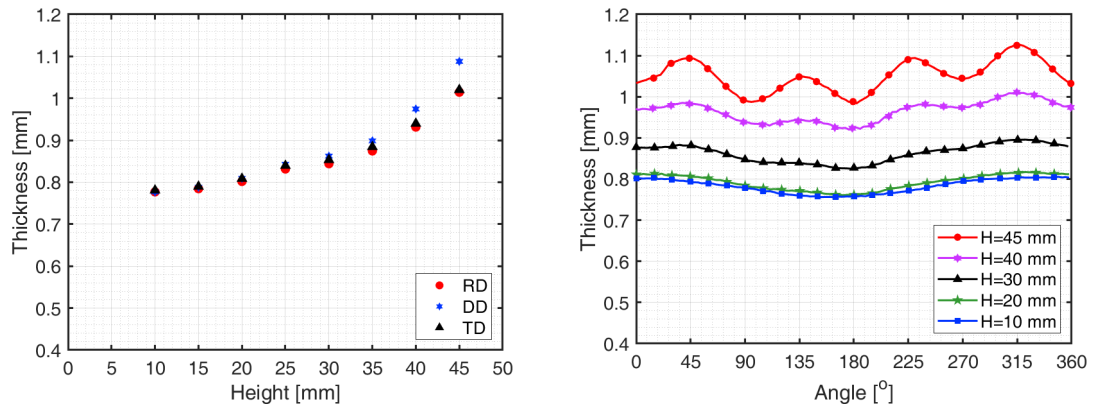 1.2
1.1
1
0.9
0.8
0.7
0.6
0.5
0.4
Thickness [mm]
0 5 10 15 20 25 30 35 40 45 50
Height [mm]
RD
DD
TD
1.2
1.1
1
0.9
0.8
0.7
0.6
0.5
0.4
Thickness [mm]
0 45 90 135 180 225 270 315 360
Angle [°]
H=45 mm
H=40 mm
H=30 mm
H=20 mm
H=10 mm